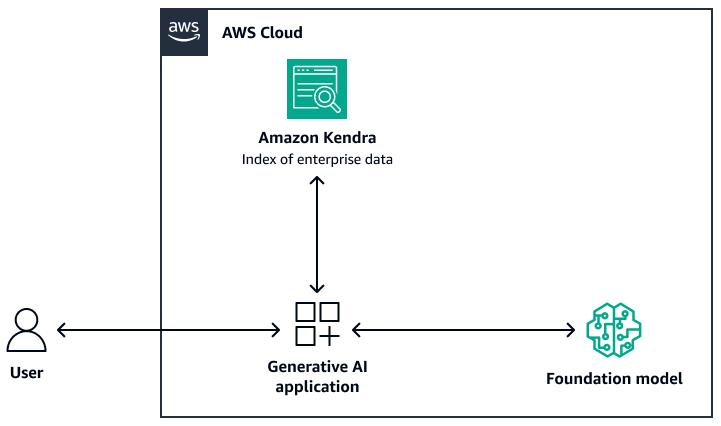 aws
AWS Cloud
Amazon Kendra
Index of enterprise data
User
Generative AI
application
Foundation model